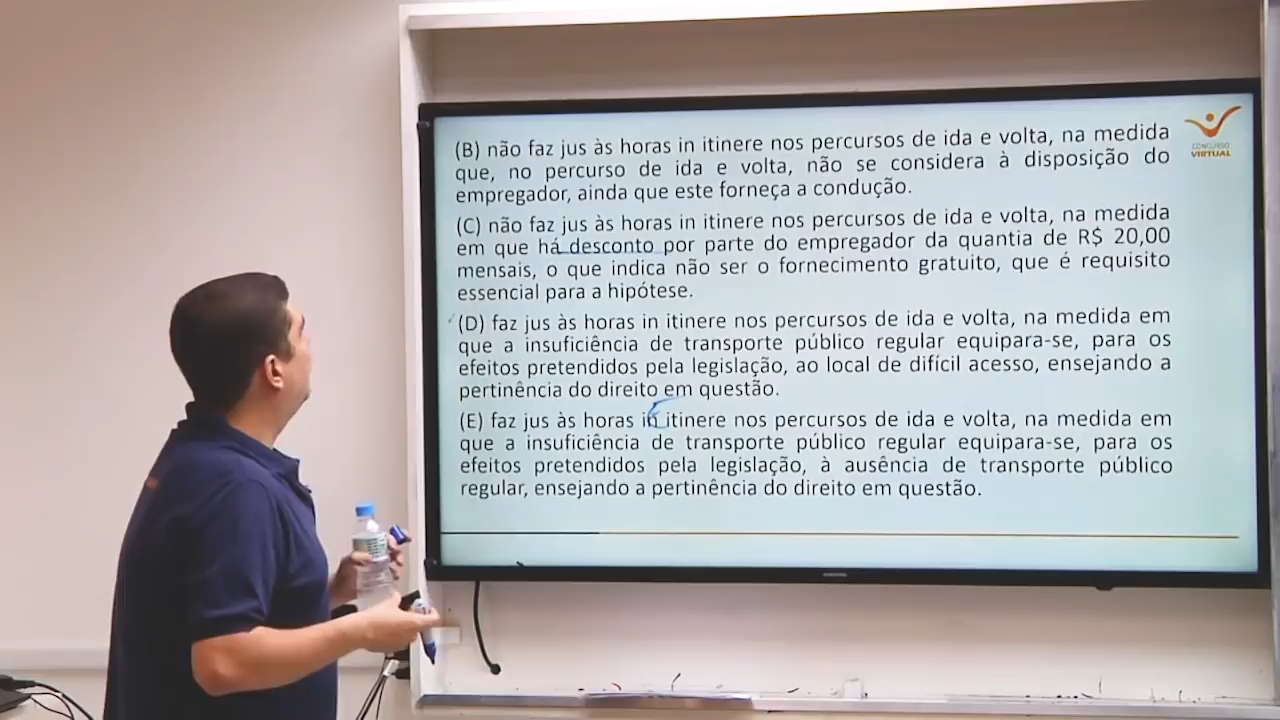 (B) não faz jus às horas in itinere nos percursos de ida e volta, na medida
que, no percurso de ida e volta, não se considera à disposição do
empregador, ainda que este forneça a condução.
(C) não faz jus às horas in itinere nos percursos de ida e volta, na medida
em que há desconto por parte do empregador da quantia de R$ 20,00
mensais, o que indica não ser o fornecimento gratuito, que é requisito
essencial para a hipótese.
(D) faz jus às horas in itinere nos percursos de ida e volta, na medida em
que a insuficiência de transporte público regular equipara-se, para os
efeitos pretendidos pela legislação, ao local de difícil acesso, ensejando a
pertinência do direito em questão.
(E) faz jus às horas in itinere nos percursos de ida e volta, na medida em
que a insuficiência de transporte público regular equipara-se, para os
efeitos pretendidos pela legislação, à ausência de transporte público
regular, ensejando a pertinência do direito em questão.
CONCURSO
VIRTUAL
SAMSUNG